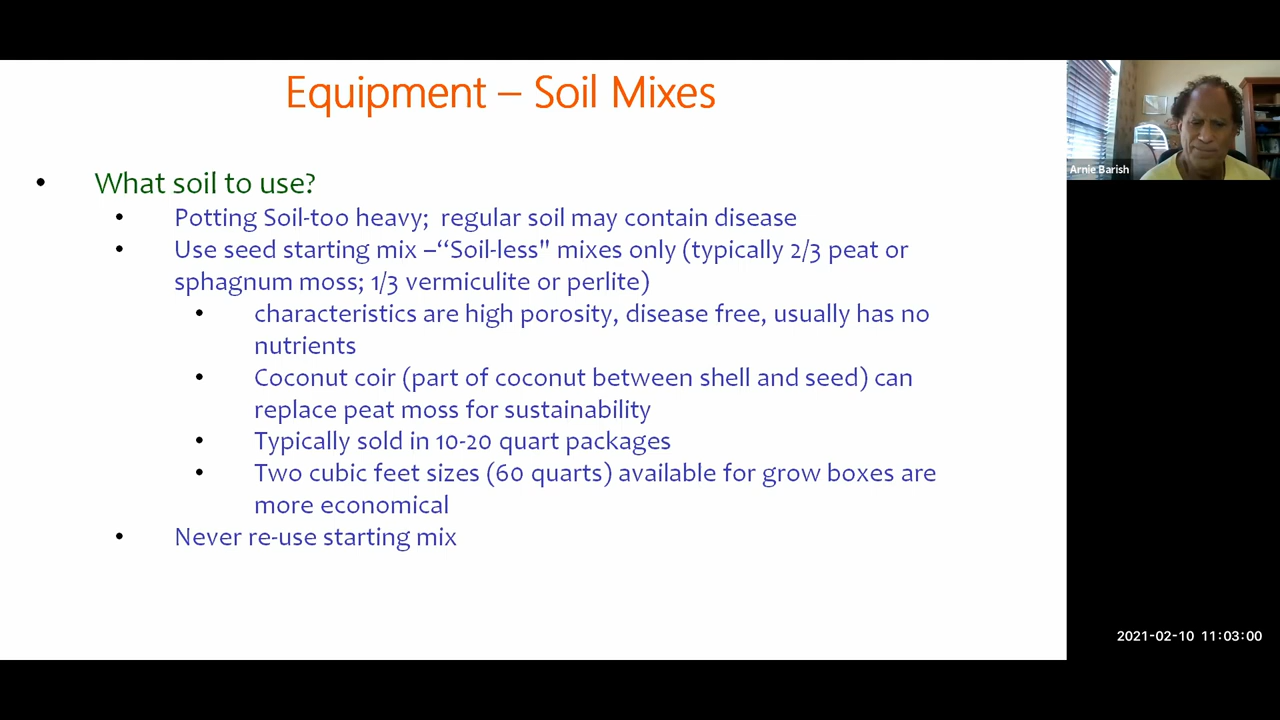 Equipment – Soil Mixes
Arnie Barish
• What soil to use?
• Potting Soil-too heavy; regular soil may contain disease
• Use seed starting mix –“Soil-less" mixes only (typically 2/3 peat or
sphagnum moss; 1/3 vermiculite or perlite)
• characteristics are high porosity, disease free, usually has no
nutrients
• Coconut coir (part of coconut between shell and seed) can
replace peat moss for sustainability
• Typically sold in 10-20 quart packages
• Two cubic feet sizes (60 quarts) available for grow boxes are
more economical
• Never re-use starting mix
2021-02-10 11:03:00